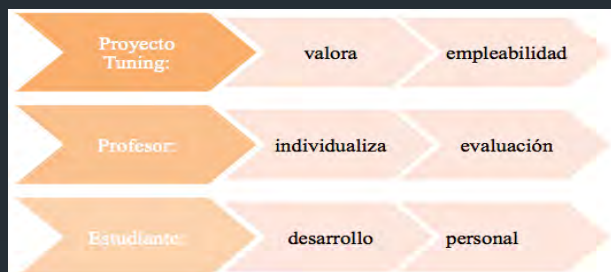 Proyecto
Tuning:
valora
empleabilidad
Profesor:
individualiza
evaluación
Estudiante:
desarrollo
personal